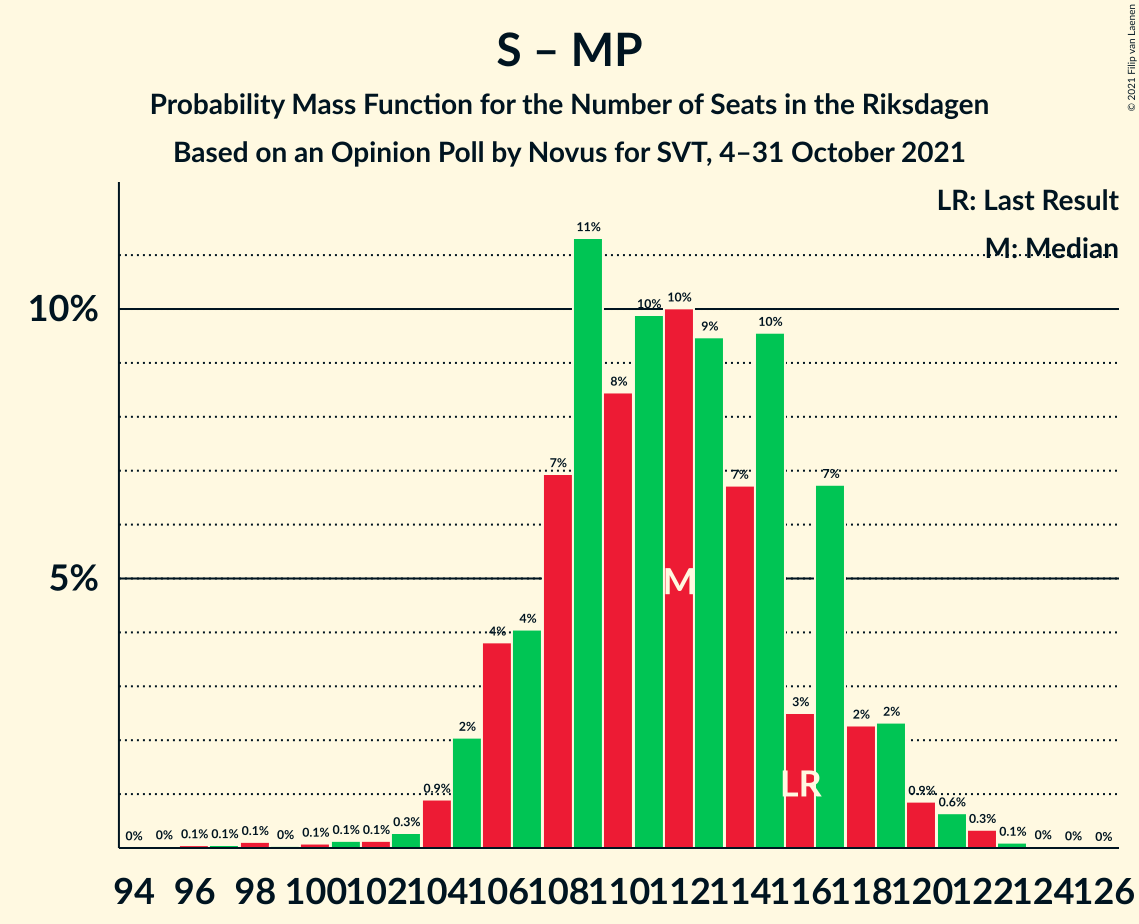 S – MP
Probability Mass Function for the Number of Seats in the Riksdagen
Based on an Opinion Poll by Novus for SVT, 4–31 October 2021
© 2021 Filip van Laenen
LR: Last Result
M: Median
10%
5%
0% 0% 0.1% 0.1% 0.1% 0% 0.1% 0.1% 0.1% 0.3% 0.9% 2% 4% 4% 7% 11% 8% 10% 10% 9% 7% 10% 3% 7% 2% 2% 0.9% 0.6% 0.3% 0.1% 0% 0% 0%
M
LR
94 96 98 100 102 104 106 108 110 112 114 116 118 120 122 124 126